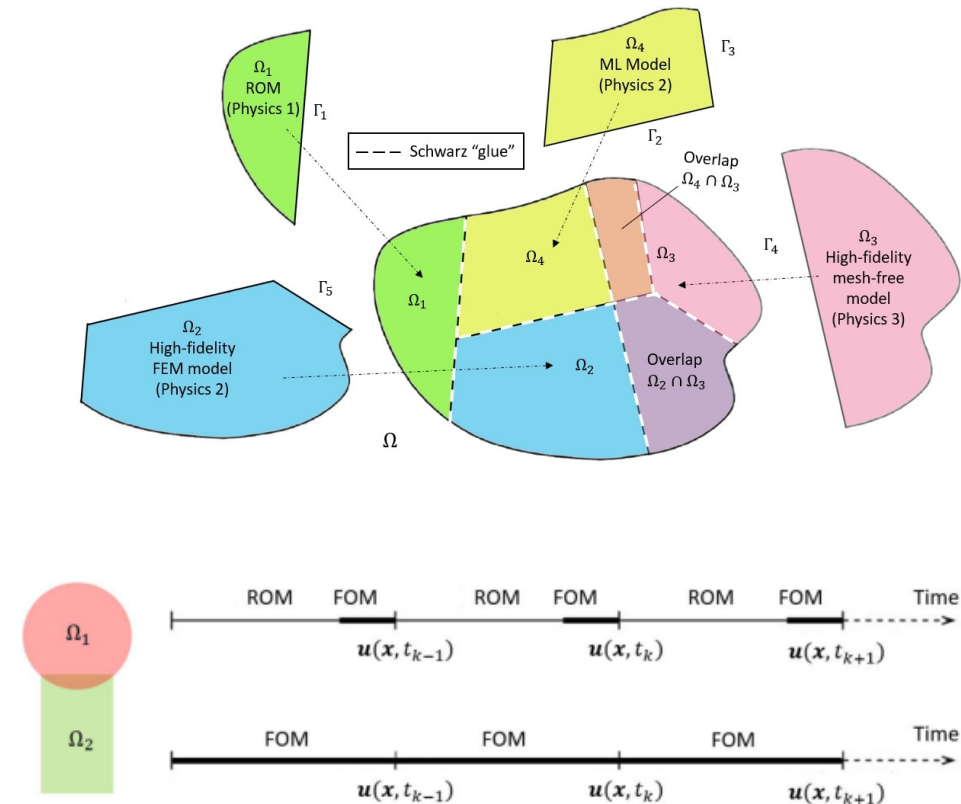 Ω₁
ROM
(Physics 1)
Γ₁
Ω₄
ML Model
(Physics 2)
Γ₃
Γ₂
Schwarz “glue”
Overlap
Ω₄ ∩ Ω₃
Ω₃
High-fidelity
mesh-free
model
(Physics 3)
Γ₄
Γ₅
Ω₂
High-fidelity
FEM model
(Physics 2)
Ω₁
Ω₄
Ω₃
Ω₂
Overlap
Ω₂ ∩ Ω₃
Ω
Ω₁
Ω₂
ROM FOM ROM FOM ROM FOM Time
u(x, tₖ₋₁) u(x, tₖ) u(x, tₖ₊₁)
FOM FOM FOM Time
u(x, tₖ₋₁) u(x, tₖ) u(x, tₖ₊₁)